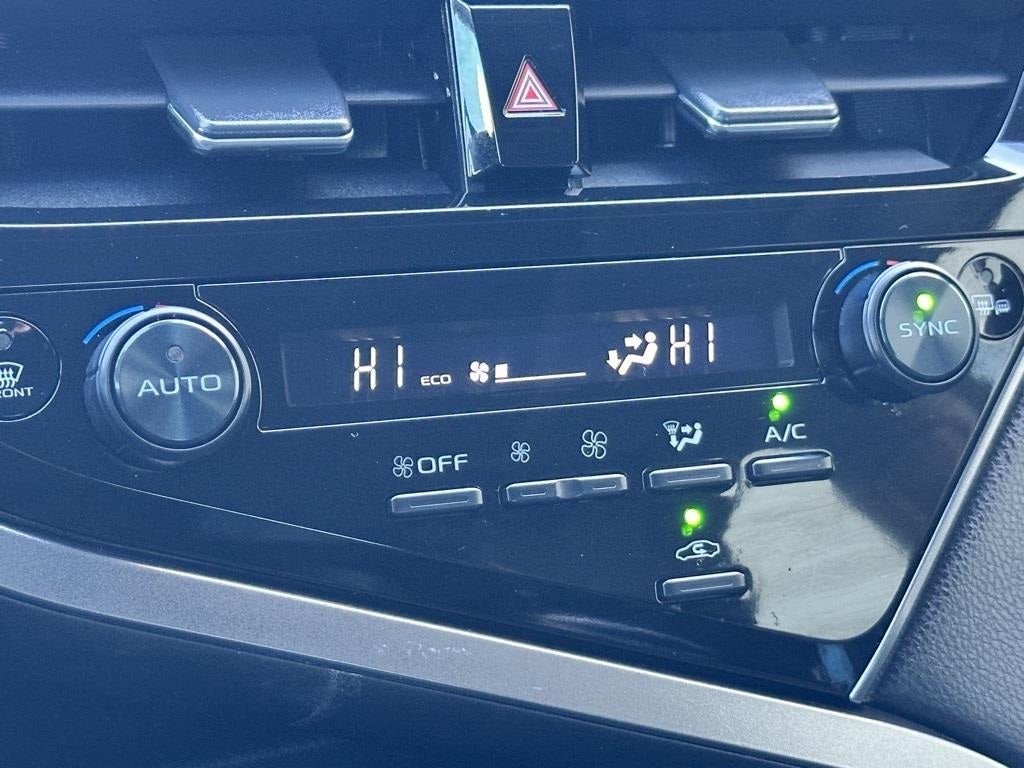 HI ECO HI
SYNC
AUTO
FRONT
OFF
A/C